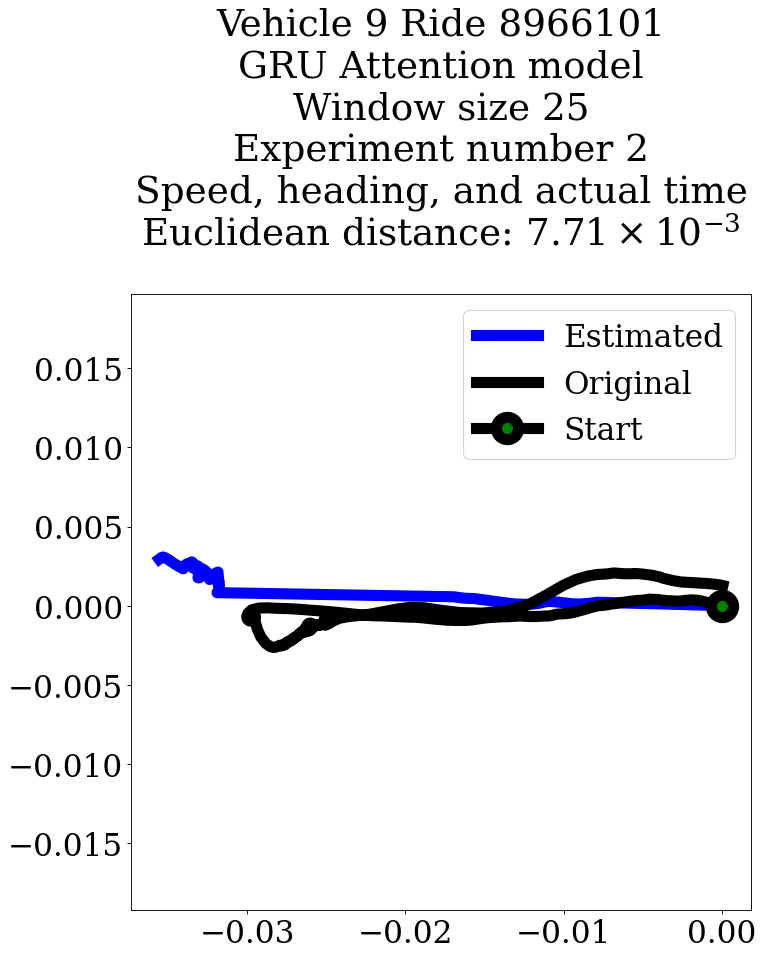 Vehicle 9 Ride 8966101
GRU Attention model
Window size 25
Experiment number 2
Speed, heading, and actual time
Euclidean distance: 7.71 × 10⁻³
Estimated
Original
Start
0.015
0.010
0.005
0.000
−0.005
−0.010
−0.015
−0.03
−0.02
−0.01
0.00